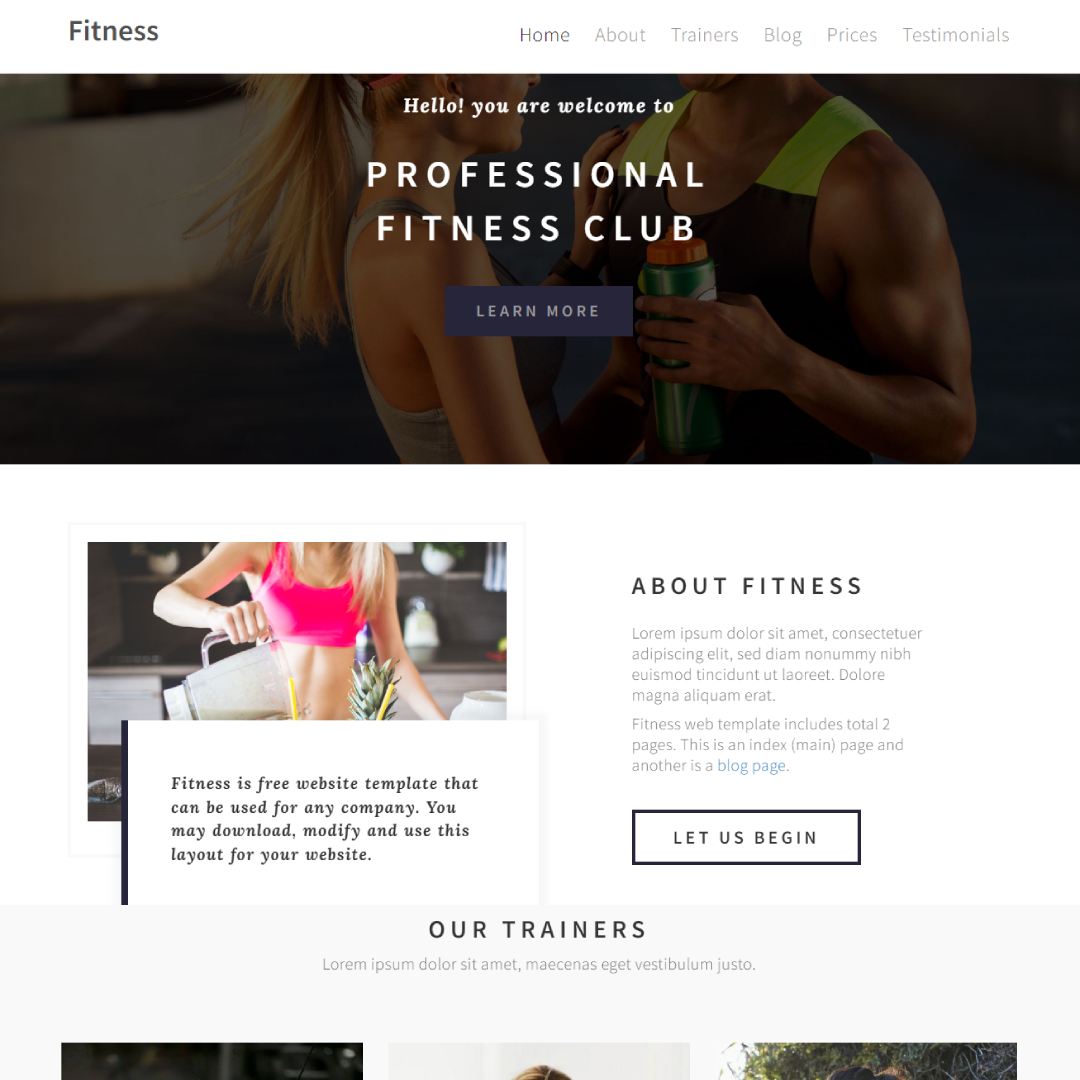 Fitness
Home About Trainers Blog Prices Testimonials
Hello! you are welcome to
PROFESSIONAL
FITNESS CLUB
LEARN MORE
ABOUT FITNESS
Lorem ipsum dolor sit amet, consectetuer
adipiscing elit, sed diam nonummy nibh
euismod tincidunt ut laoreet. Dolore
magna aliquam erat.
Fitness web template includes total 2
pages. This is an index (main) page and
another is a blog page.
LET US BEGIN
Fitness is free website template that
can be used for any company. You
may download, modify and use this
layout for your website.
OUR TRAINERS
Lorem ipsum dolor sit amet, maecenas eget vestibulum justo.